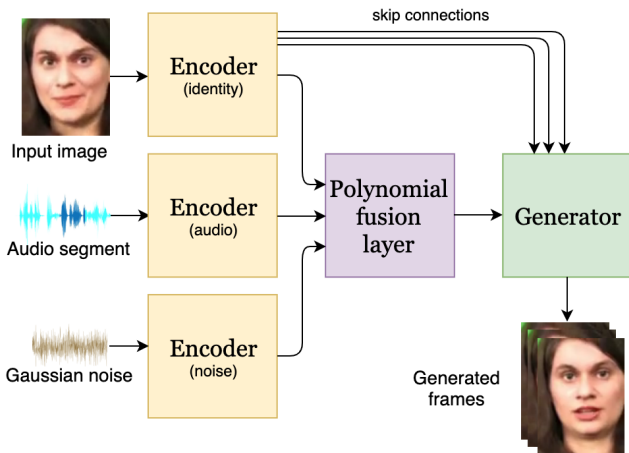 skip connections
Encoder
(identity)
Input image
Encoder
(audio)
Audio segment
Polynomial
fusion
layer
Generator
Encoder
(noise)
Gaussian noise
Generated
frames